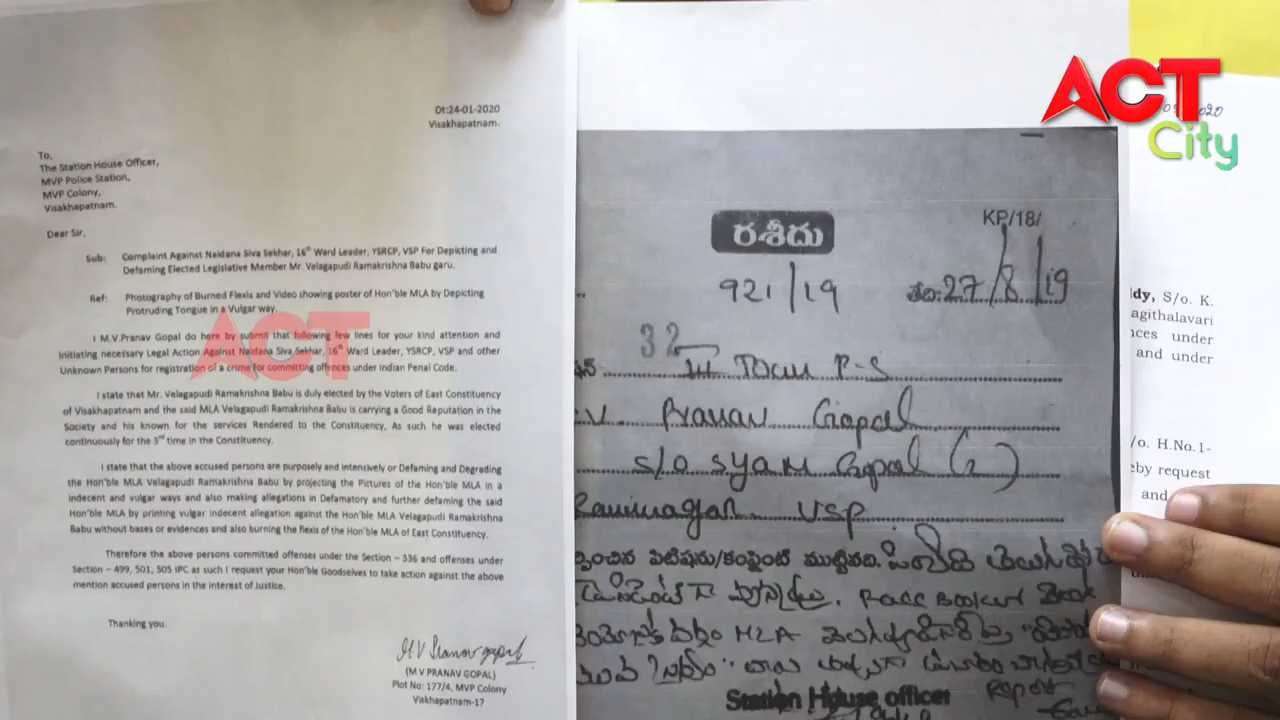 Dt:24-01-2020
Visakhapatnam.
To,
The Station House Officer,
MVP Police Station,
MVP Colony,
Visakhapatnam.
Dear Sir,
Sub: Complaint Against Naidana Siva Sekhar, 16th Ward Leader, YSRCP, VSP For Depicting and
Defaming Elected Legislative Member Mr. Velagapudi Ramakrishna Babu garu.
Ref: Photography of Burned Flexis and Video showing poster of Hon'ble MLA by Depicting
Protruding Tongue in a Vulgar way.
I M.V.Pranav Gopal do here by submit that following few lines for your kind attention and
Initiating necessary Legal Action Against Naidana Siva Sekhar, 16th Ward Leader, YSRCP, VSP and other
Unknown Persons for registration of a crime for committing offences under Indian Penal Code.
I state that Mr. Velagapudi Ramakrishna Babu is duly elected by the Voters of East Constituency
of Visakhapatnam and the said MLA Velagapudi Ramakrishna Babu is carrying a Good Reputation in the
Society and his known for the services Rendered to the Constituency, As such he was elected
continuously for the 3rd time in the Constituency.
I state that the above accused persons are purposely and intensively or Defaming and Degrading
the Hon'ble MLA Velagapudi Ramakrishna Babu by projecting the Pictures of the Hon'ble MLA in a
indecent and vulgar ways and also making allegations in Defamatory and further defaming the said
Hon'ble MLA by printing vulgar indecent allegation against the Hon'ble MLA Velagapudi Ramakrishna
Babu without bases or evidences and also burning the flexis of the Hon'ble MLA of East Constituency.
Therefore the above persons committed offenses under the Section - 336 and offenses under
Section - 499, 501, 505 IPC as such I request your Hon'ble Goodselves to take action against the above
mention accused persons in the interest of Justice.
Thanking you.
M V Pranav gopal
(M V PRANAV GOPAL)
Plot No: 177/4, MVP Colony
Viskhapatnam-17
ACT
KP/18/
రశీదు
921/19 తేది:27/8/19
32
III Town P-S
V Pranav Gopal
S/o Syam Gopal (2)
Raminagar VSP
చ్చిన పిటిషను/కంప్లైంటే ముట్టినది.
MLA
Station House officer
Report
ACT
City
2020
ddy, S/o. K.
agithalavari
nces under
and under
/o. H.No.1-
eby request
and